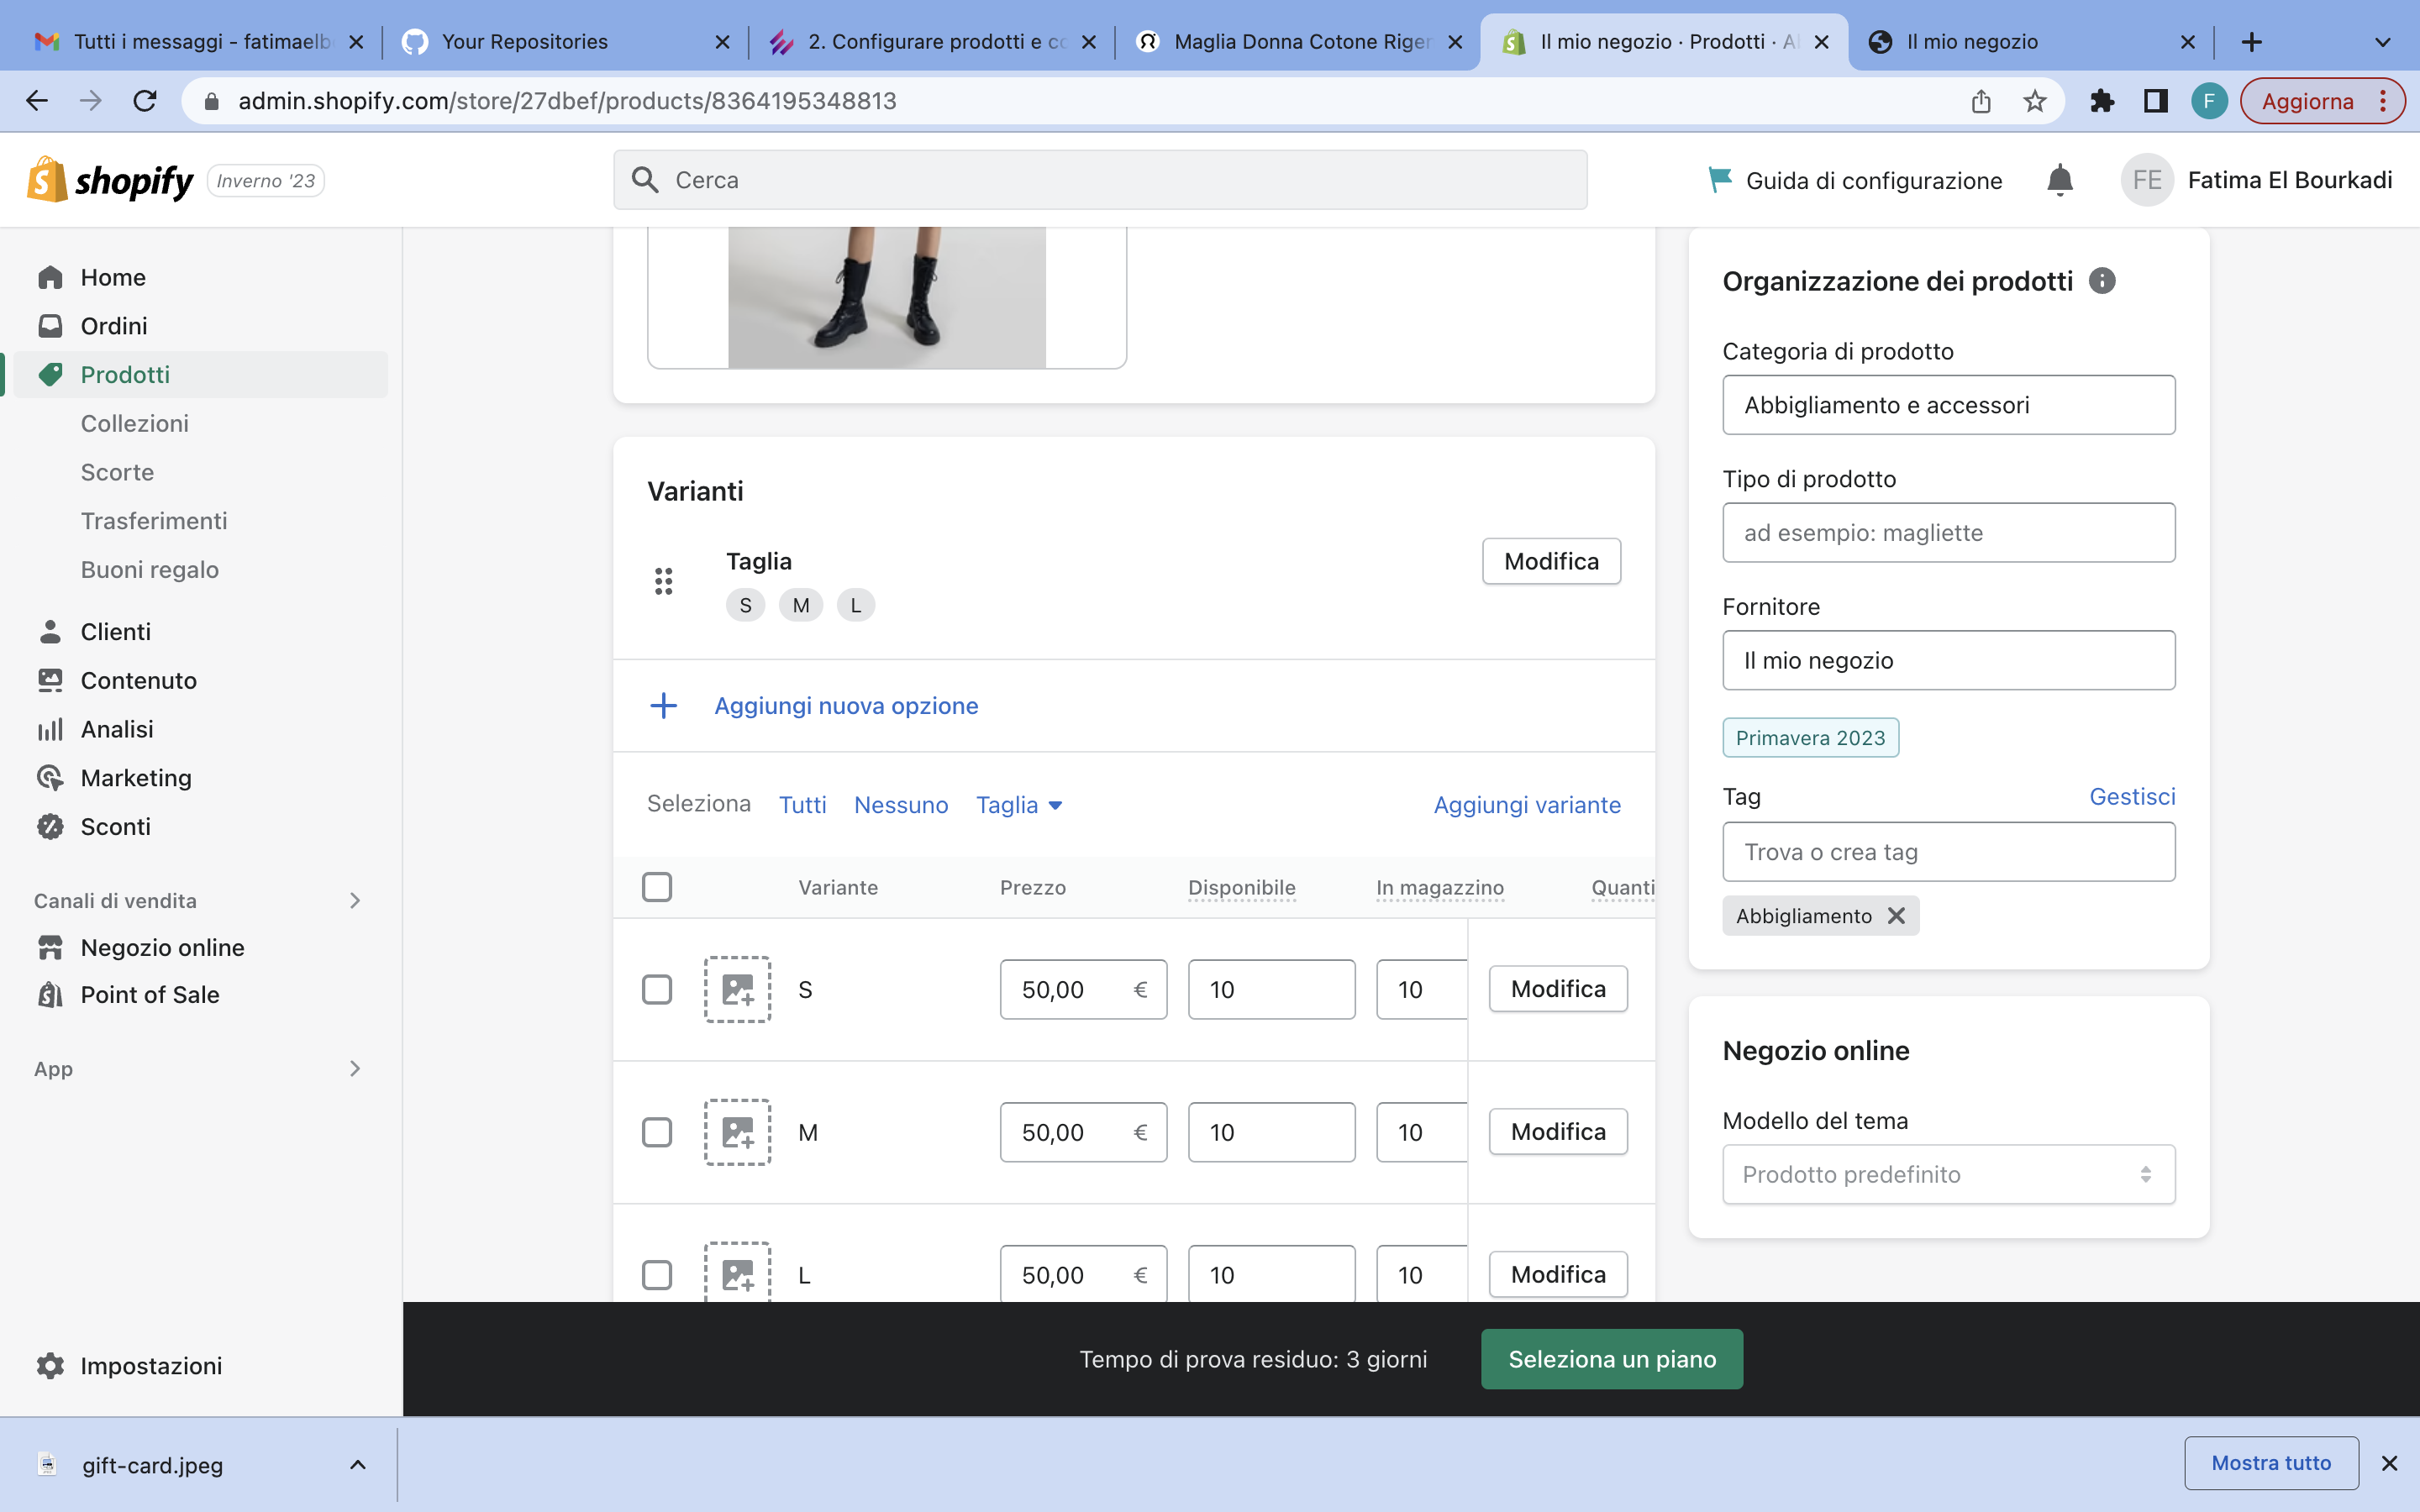 Tutti i messaggi - fatimaelb
Your Repositories
2. Configurare prodotti e co
Maglia Donna Cotone Riger
Il mio negozio · Prodotti · A
Il mio negozio
admin.shopify.com/store/27dbef/products/8364195348813
F
Aggiorna
shopify
Inverno '23
Cerca
Guida di configurazione
FE
Fatima El Bourkadi
Home
Ordini
Prodotti
Collezioni
Scorte
Trasferimenti
Buoni regalo
Clienti
Contenuto
Analisi
Marketing
Sconti
Canali di vendita
Negozio online
Point of Sale
App
Impostazioni
Varianti
Taglia
Modifica
S M L
Aggiungi nuova opzione
Seleziona Tutti Nessuno Taglia
Aggiungi variante
Variante Prezzo Disponibile In magazzino Quanti
S 50,00 € 10 10 Modifica
M 50,00 € 10 10 Modifica
L 50,00 € 10 10 Modifica
Organizzazione dei prodotti
Categoria di prodotto
Abbigliamento e accessori
Tipo di prodotto
ad esempio: magliette
Fornitore
Il mio negozio
Primavera 2023
Tag
Gestisci
Trova o crea tag
Abbigliamento
Negozio online
Modello del tema
Prodotto predefinito
Tempo di prova residuo: 3 giorni
Seleziona un piano
gift-card.jpeg
Mostra tutto